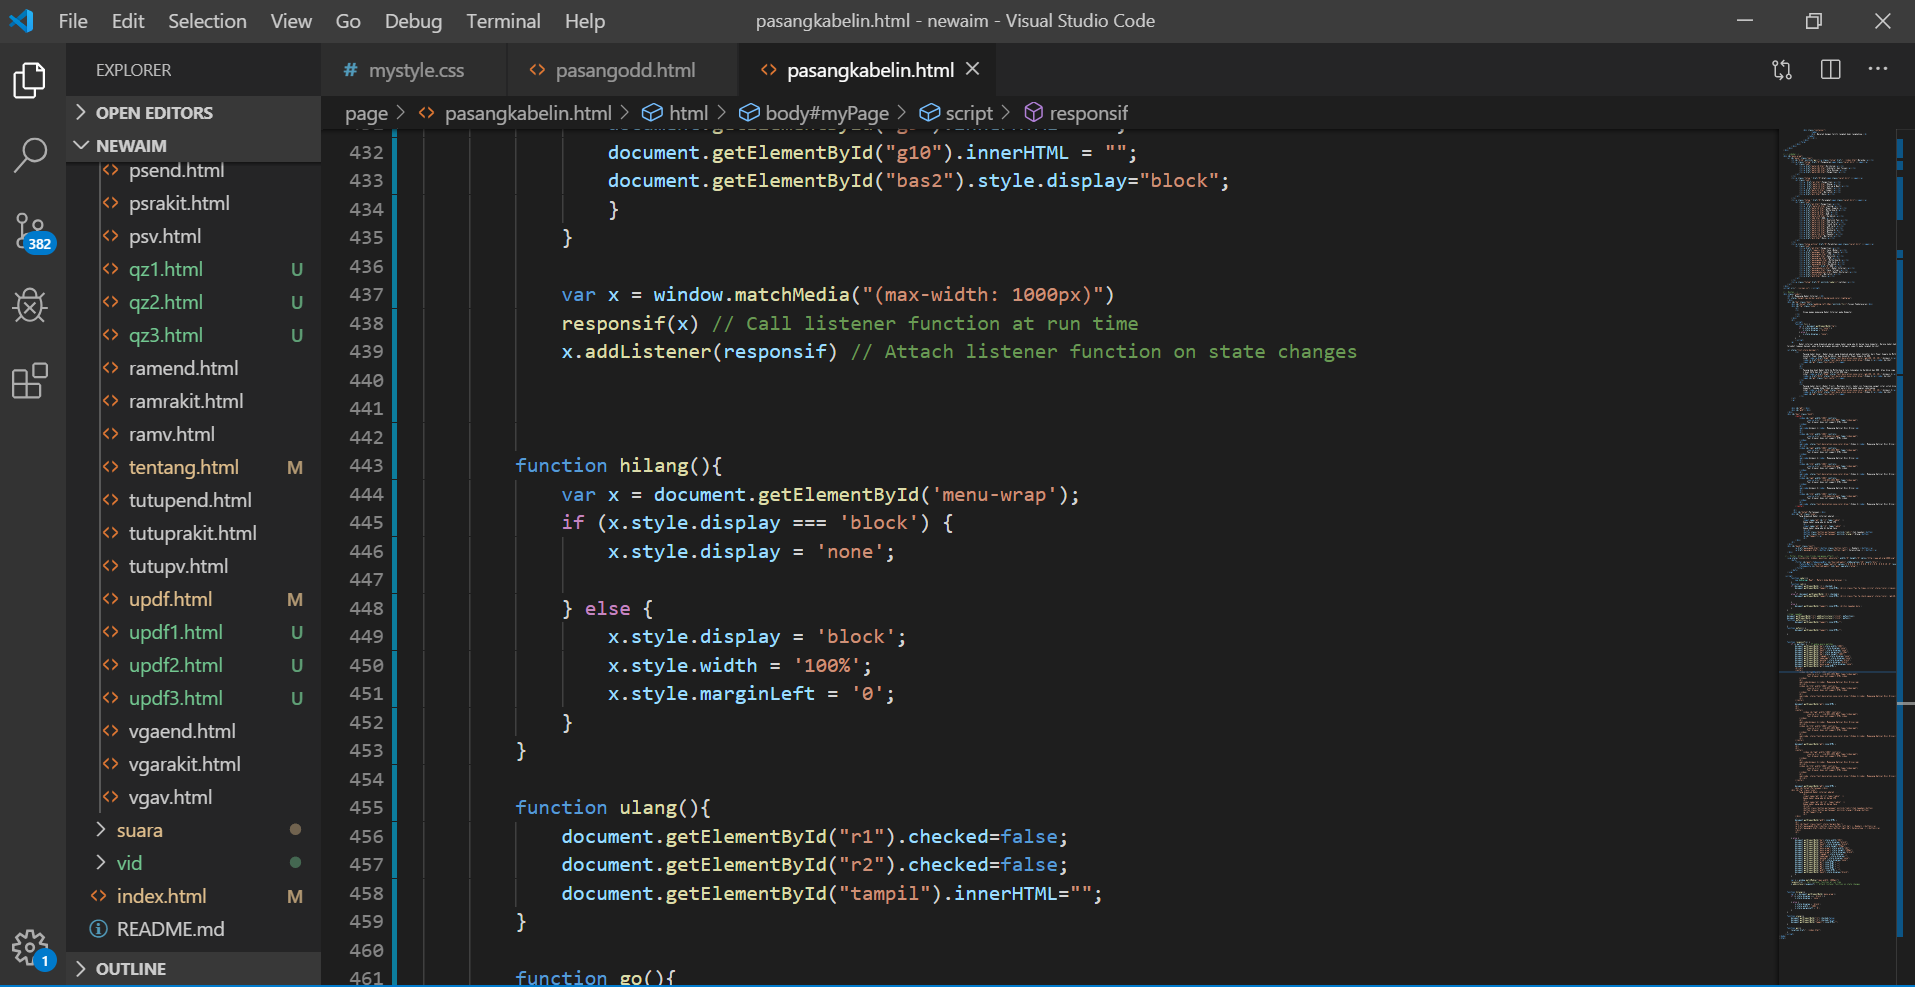 File Edit Selection View Go Debug Terminal Help
pasangkabelin.html - newaim - Visual Studio Code
EXPLORER
OPEN EDITORS
NEWAIM
psend.html
psrakit.html
psv.html
qz1.html U
qz2.html U
qz3.html U
ramend.html
ramrakit.html
ramv.html
tentang.html M
tutupend.html
tutuprakit.html
tutupv.html
updf.html M
updf1.html U
updf2.html U
updf3.html U
vgaend.html
vgarakit.html
vgav.html
suara
vid
index.html M
README.md
OUTLINE
382
1
# mystyle.css
pasangodd.html
pasangkabelin.html
page > pasangkabelin.html > html > body#myPage > script > responsif
432 document.getElementById("g10").innerHTML = "";
433 document.getElementById("bas2").style.display="block";
434 }
435 }
436
437 var x = window.matchMedia("(max-width: 1000px)")
438 responsif(x) // Call listener function at run time
439 x.addListener(responsif) // Attach listener function on state changes
440
441
442
443 function hilang(){
444 var x = document.getElementById('menu-wrap');
445 if (x.style.display === 'block') {
446 x.style.display = 'none';
447
448 } else {
449 x.style.display = 'block';
450 x.style.width = '100%';
451 x.style.marginLeft = '0';
452 }
453 }
454
455 function ulang(){
456 document.getElementById("r1").checked=false;
457 document.getElementById("r2").checked=false;
458 document.getElementById("tampil").innerHTML="";
459 }
460
461 function go(){